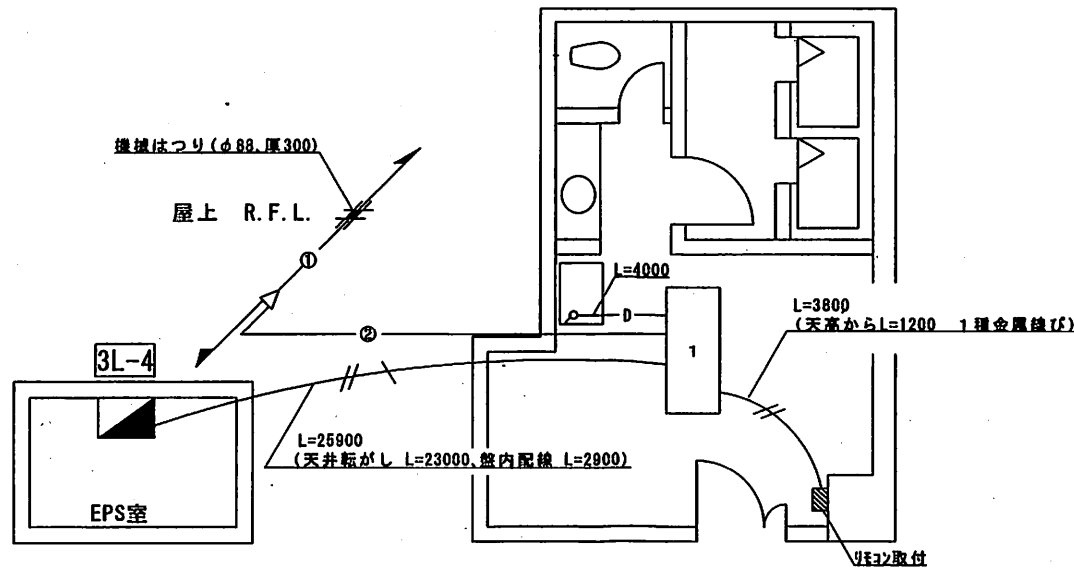 機械はつり(φ88、厚300)
屋上 R.F.L.
①
②
3L-4
EPS室
L=25900
(天井転がし L=23000、盤内配線 L=2900)
L=4000
D
1
L=3800
(天高からL=1200 1種金属線ぴ)
ﾘﾓｺﾝ取付